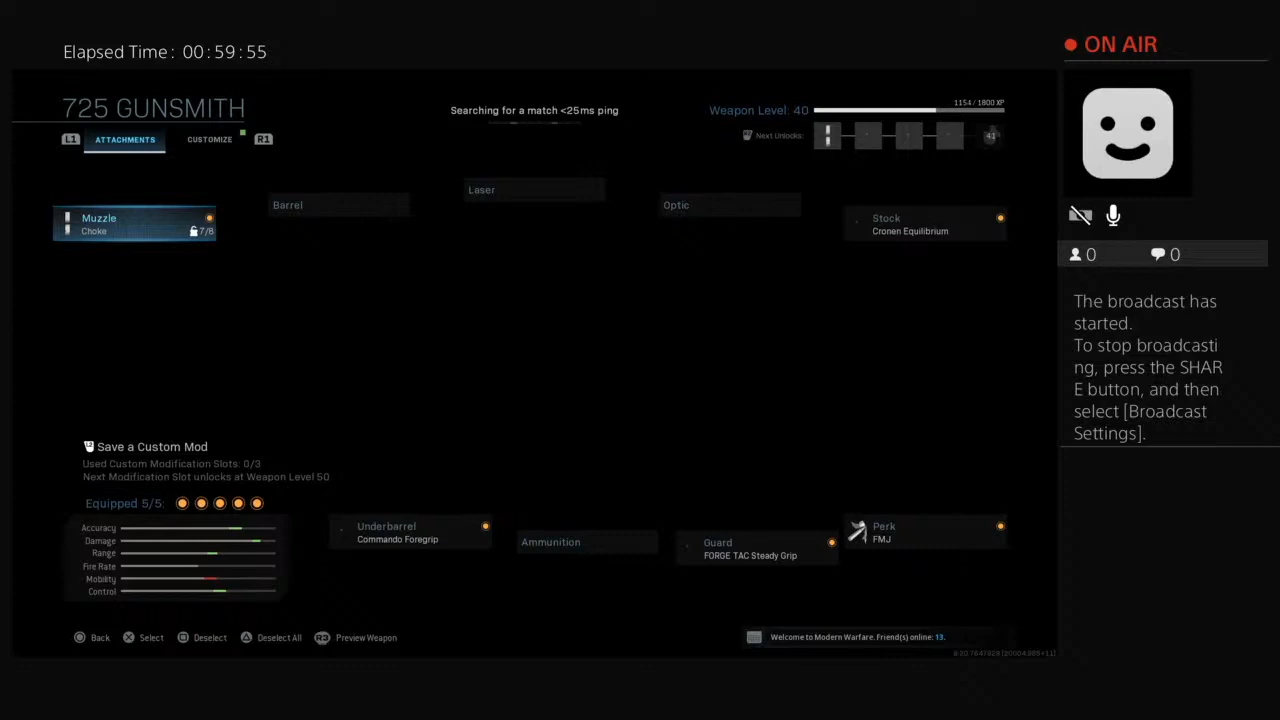 Elapsed Time: 00:59:55
ON AIR
725 GUNSMITH
Searching for a match <25ms ping
Weapon Level: 40
1154 / 1800 XP
L1
ATTACHMENTS
CUSTOMIZE
R1
Next Unlocks:
41
Muzzle
Choke
7/8
Barrel
Laser
Optic
Stock
Cronen Equilibrium
0
0
The broadcast has
started.
To stop broadcasti
ng, press the SHAR
E button, and then
select [Broadcast
Settings].
Save a Custom Mod
Used Custom Modification Slots: 0/3
Next Modification Slot unlocks at Weapon Level 50
Equipped 5/5:
Accuracy
Damage
Range
Fire Rate
Mobility
Control
Underbarrel
Commando Foregrip
Ammunition
Guard
FORGE TAC Steady Grip
Perk
FMJ
Back
Select
Deselect
Deselect All
R3
Preview Weapon
Welcome to Modern Warfare. Friend(s) online: 13.